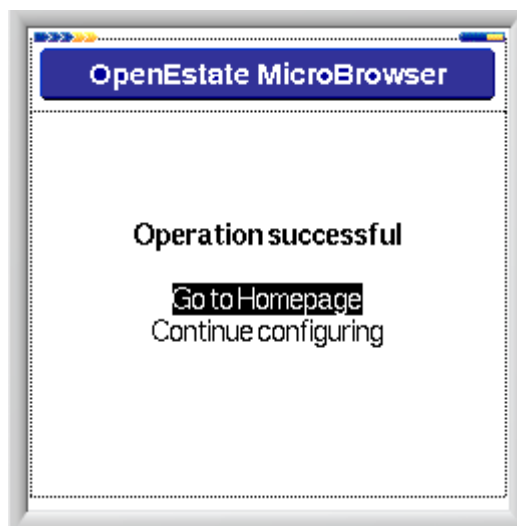 OpenEstate MicroBrowser
Operation successful
Go to Homepage
Continue configuring